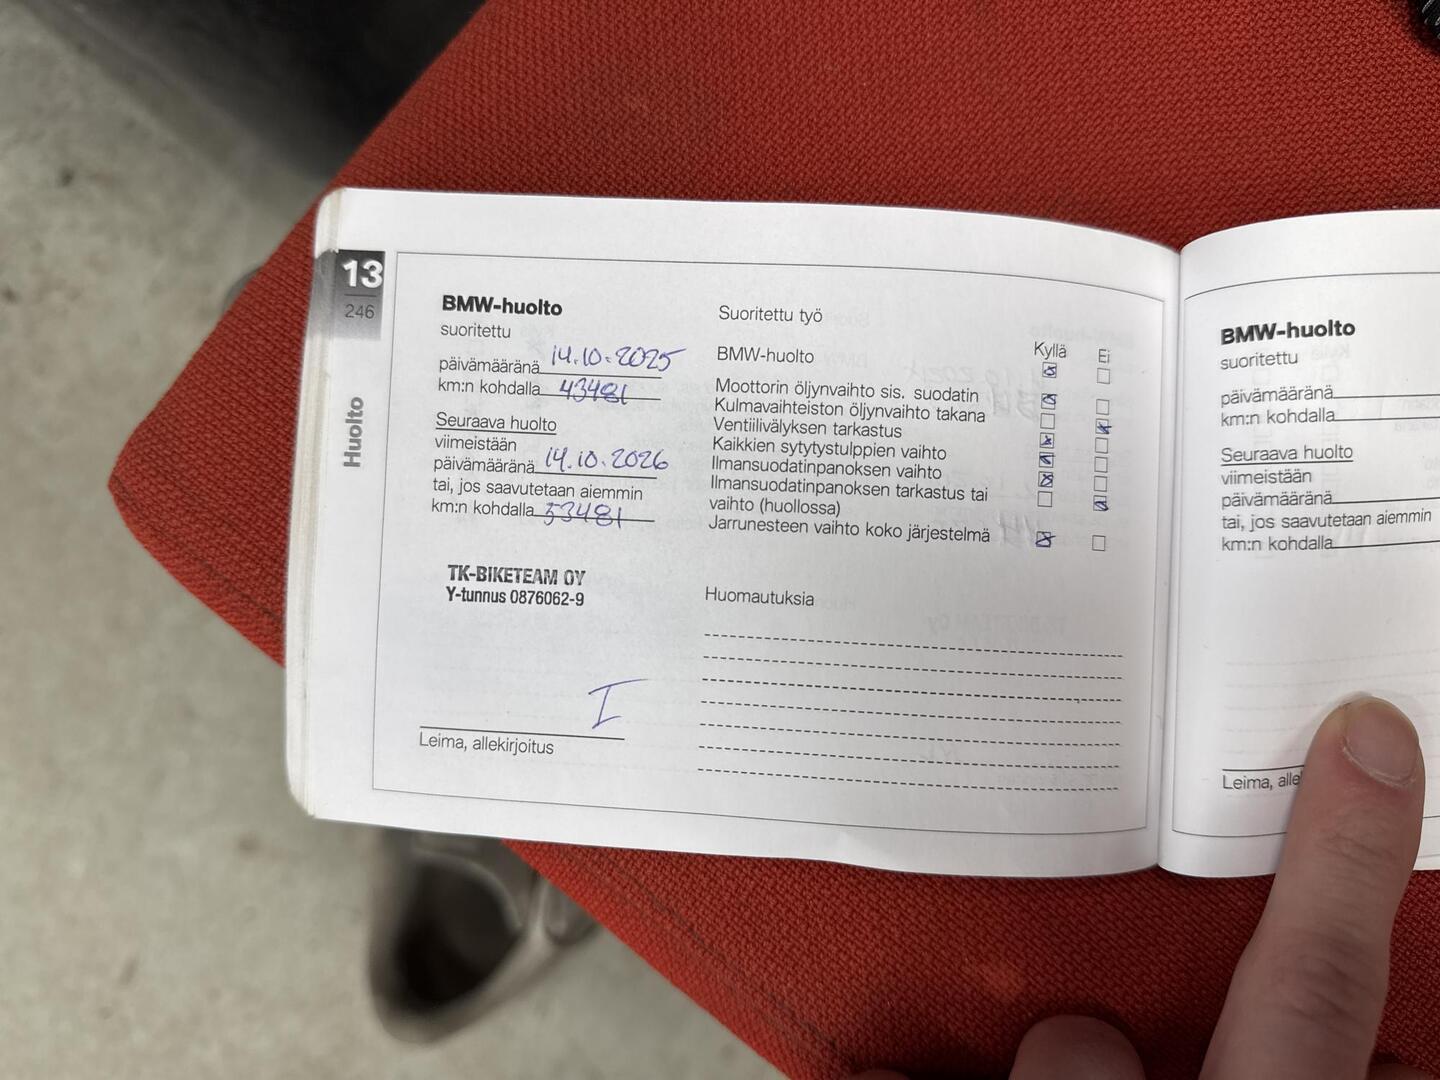 13
246
Huolto
BMW-huolto
suoritettu
päivämääränä 14.10.2025
km:n kohdalla 43481
Seuraava huolto
viimeistään
päivämääränä 14.10.2026
tai, jos saavutetaan aiemmin
km:n kohdalla 53481
TK-BIKETEAM OY
Y-tunnus 0876062-9
Leima, allekirjoitus
Suoritettu työ
Kyllä Ei
BMW-huolto
Moottorin öljynvaihto sis. suodatin
Kulmavaihteiston öljynvaihto takana
Ventiilivälyksen tarkastus
Kaikkien sytytystulppien vaihto
Ilmansuodatinpanoksen vaihto
Ilmansuodatinpanoksen tarkastus tai
vaihto (huollossa)
Jarrunesteen vaihto koko järjestelmä
Huomautuksia
BMW-huolto
suoritettu
päivämääränä
km:n kohdalla
Seuraava huolto
viimeistään
päivämääränä
tai, jos saavutetaan aiemmin
km:n kohdalla
Leima, alle